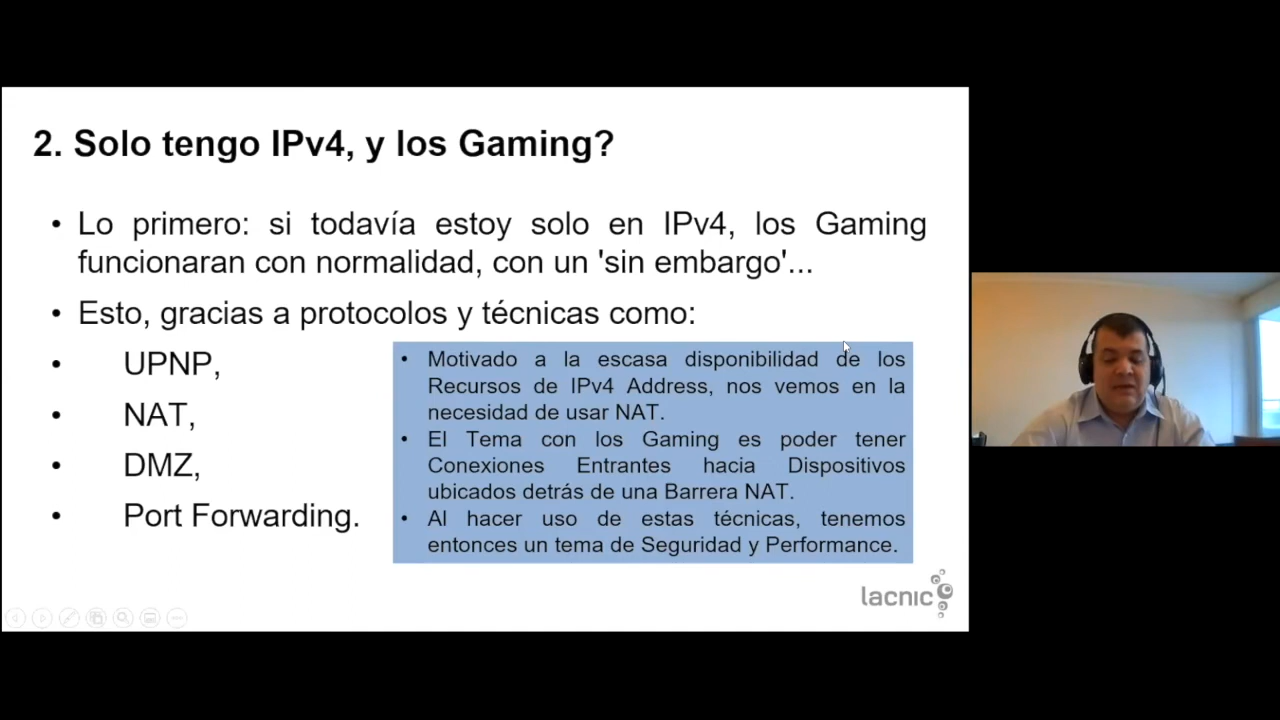 2. Solo tengo IPv4, y los Gaming?
• Lo primero: si todavía estoy solo en IPv4, los Gaming
funcionaran con normalidad, con un 'sin embargo'...
• Esto, gracias a protocolos y técnicas como:
• UPNP,
• NAT,
• DMZ,
• Port Forwarding.
• Motivado a la escasa disponibilidad de los
Recursos de IPv4 Address, nos vemos en la
necesidad de usar NAT.
• El Tema con los Gaming es poder tener
Conexiones Entrantes hacia Dispositivos
ubicados detrás de una Barrera NAT.
• Al hacer uso de estas técnicas, tenemos
entonces un tema de Seguridad y Performance.
lacnic